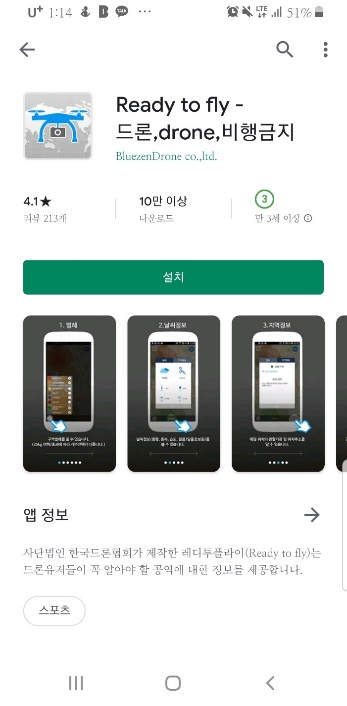 U+ 1:14 ... LTE 51%
Ready to fly -
드론,drone,비행금지
BluezenDrone co.,ltd.
4.1★ 10만 이상 3
리뷰 213개 다운로드 만 3세 이상
설치
1. 범례 2.날씨정보 3.지역정보
앱 정보
사단법인 한국드론협회가 제작한 레디투플라이(Ready to fly)는
드론유저들이 꼭 알아야 할 공역에 대한 정보를 제공합니다.
스포츠